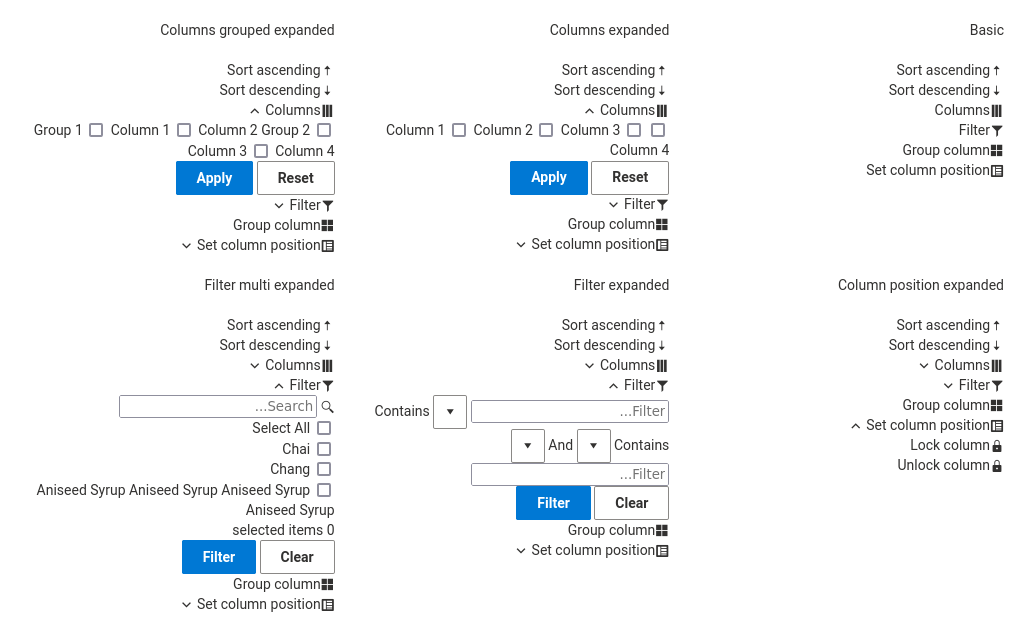 Basic
Sort ascending
Sort descending
Columns
Filter
Group column
Set column position
Columns expanded
Sort ascending
Sort descending
Columns
Column 1 Column 2 Column 3
Column 4
Apply Reset
Filter
Group column
Set column position
Columns grouped expanded
Sort ascending
Sort descending
Columns
Group 1 Column 1 Column 2 Group 2
Column 3 Column 4
Apply Reset
Filter
Group column
Set column position
Column position expanded
Sort ascending
Sort descending
Columns
Filter
Group column
Set column position
Lock column
Unlock column
Filter expanded
Sort ascending
Sort descending
Columns
Filter
Contains ...Filter
And Contains
...Filter
Filter Clear
Group column
Set column position
Filter multi expanded
Sort ascending
Sort descending
Columns
Filter
...Search
Select All
Chai
Chang
Aniseed Syrup Aniseed Syrup Aniseed Syrup
Aniseed Syrup
selected items 0
Filter Clear
Group column
Set column position